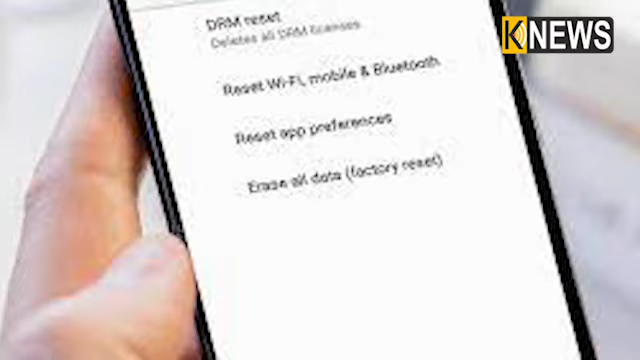 KNEWS
DRM reset
Deletes all DRM licenses
Reset Wi-Fi, mobile & Bluetooth
Reset app preferences
Erase all data (factory reset)